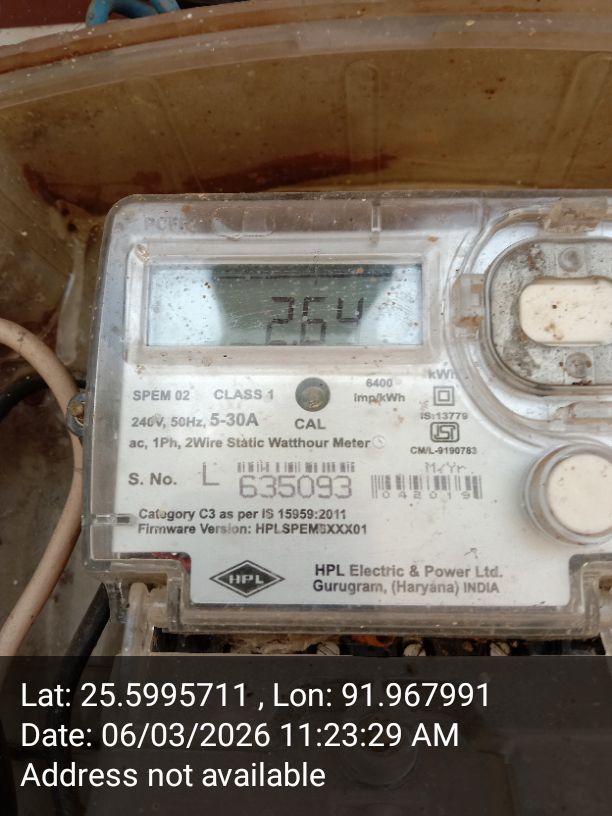 SPEM 02 CLASS 1
6400
imp/kWh
kWh
240V, 50Hz, 5-30A
CAL
IS:13779
ac, 1Ph, 2Wire Static Watthour Meter
CM/L-9190783
S. No. L 635093
M/Yr
042019
Category C3 as per IS 15959:2011
Firmware Version: HPLSPEM3XXX01
HPL
HPL Electric & Power Ltd.
Gurugram, (Haryana) INDIA
Lat: 25.5995711 , Lon: 91.967991
Date: 06/03/2026 11:23:29 AM
Address not available